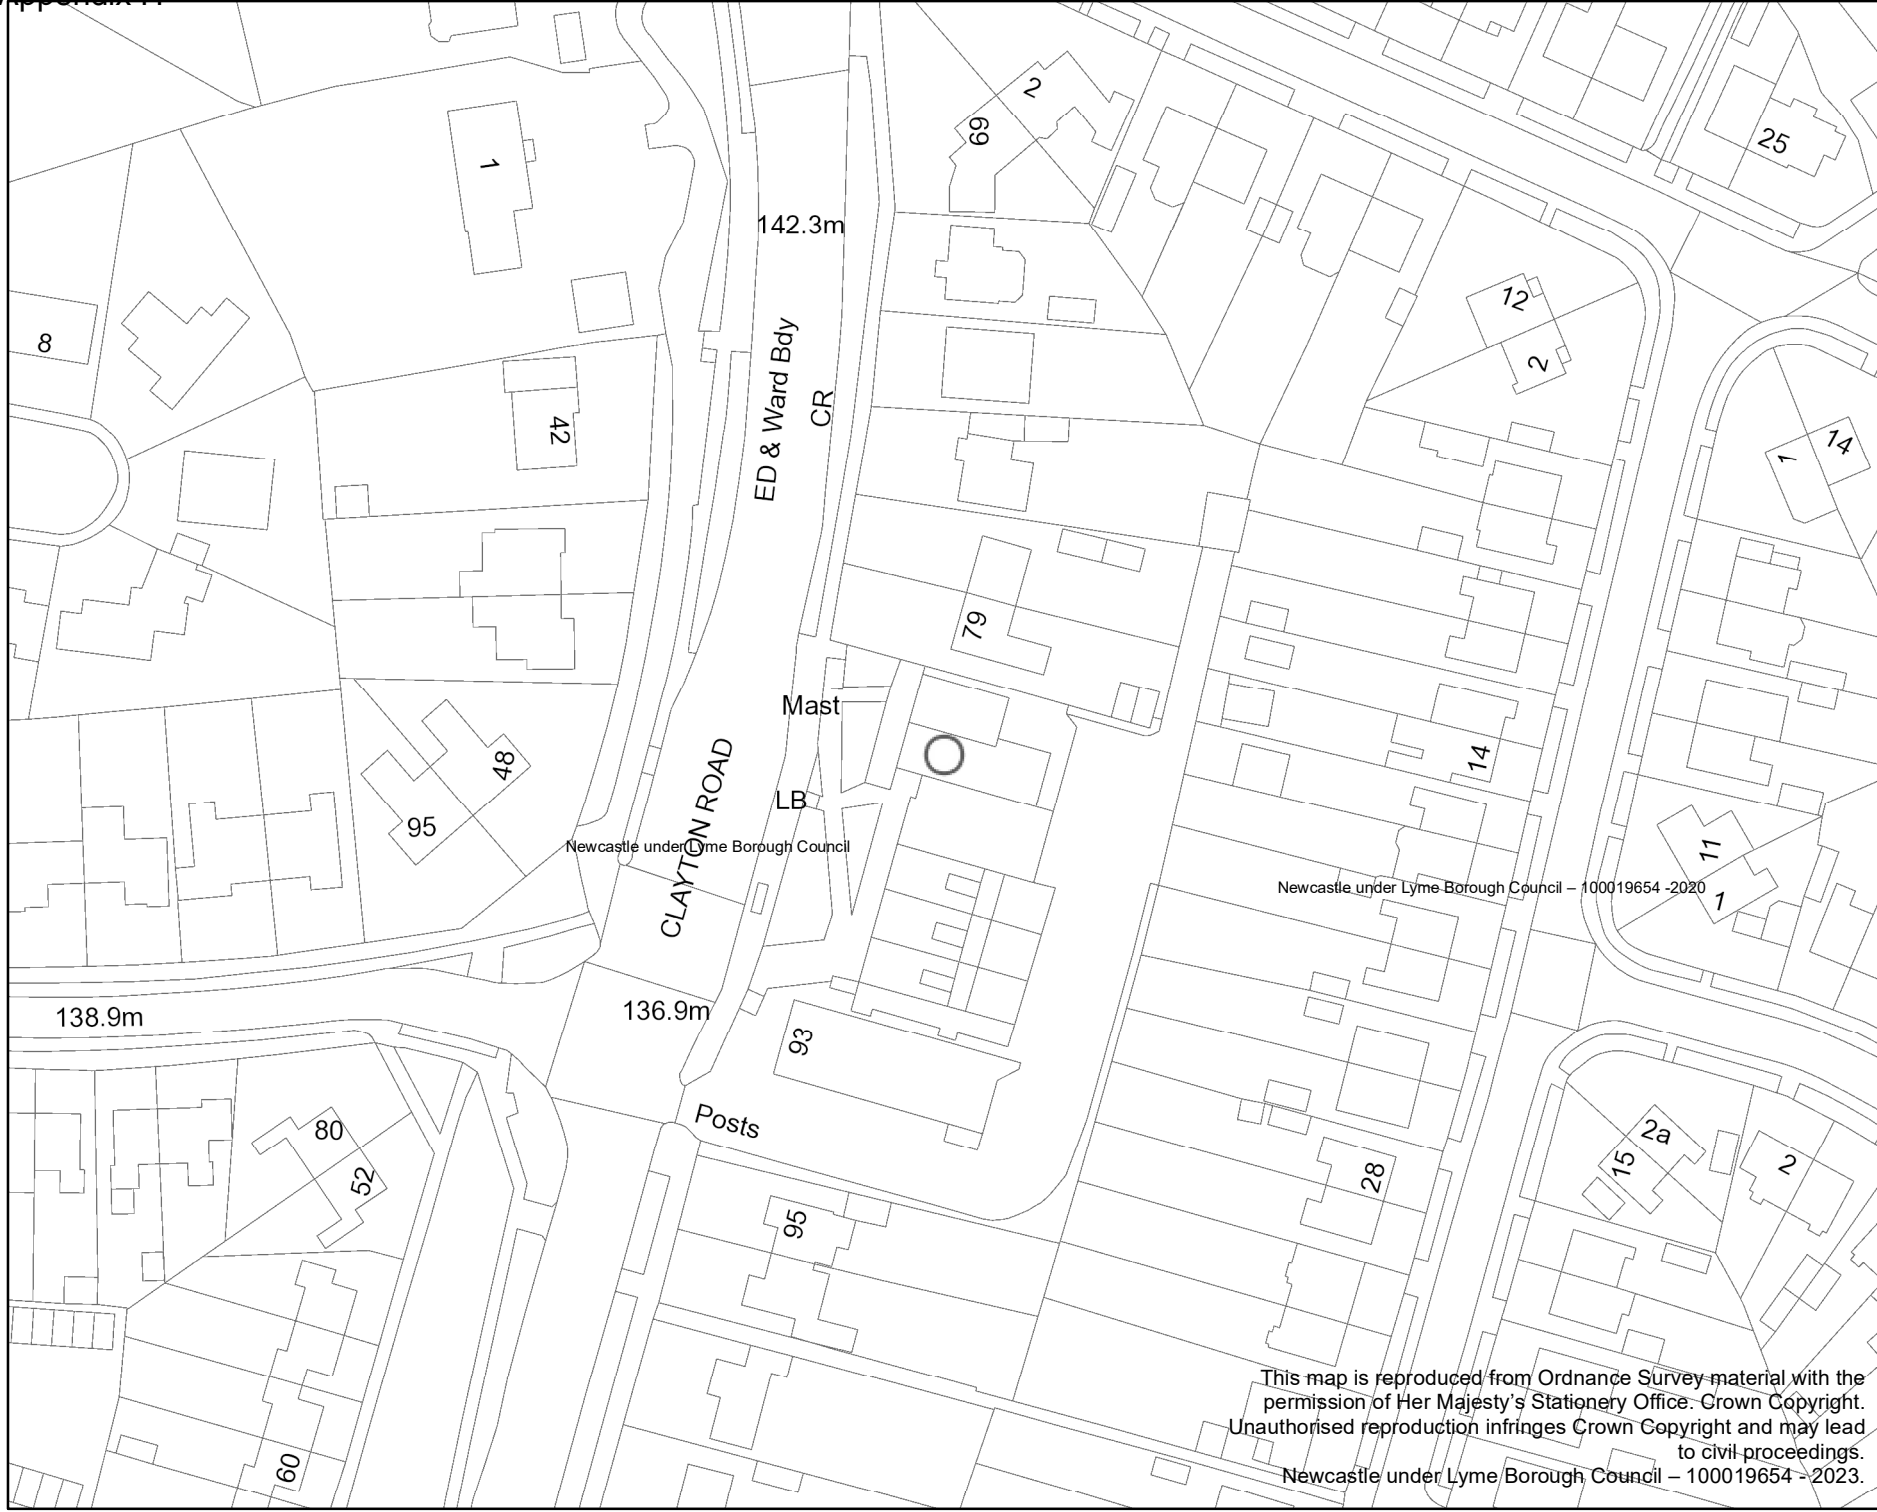 2
69
25
1
142.3m
12
8
2
ED & Ward Bdy
CR
42
14
1
79
Mast
48
14
CLAYTON ROAD
LB
95
Newcastle under Lyme Borough Council
11
Newcastle under Lyme Borough Council – 100019654 -2020
1
138.9m
136.9m
93
Posts
80
52
2a
15
2
28
95
This map is reproduced from Ordnance Survey material with the
permission of Her Majesty's Stationery Office. Crown Copyright.
Unauthorised reproduction infringes Crown Copyright and may lead
to civil proceedings.
60
Newcastle under Lyme Borough Council – 100019654 - 2023.